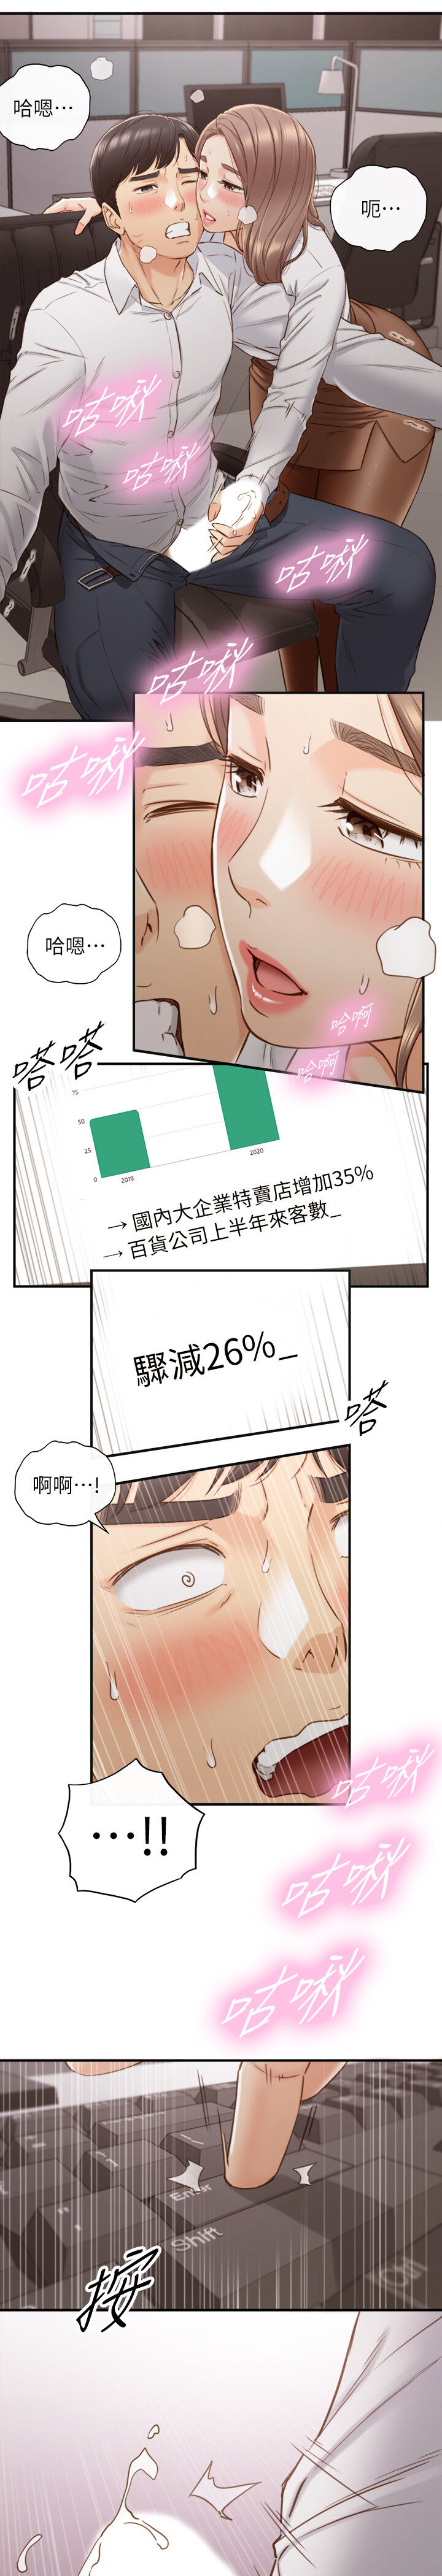 哈嗯⋯
呃⋯
咕啾
咕啾
咕啾
咕啾
咕啾
哈嗯⋯
哈啊
哈啊
嗒嗒
75
50
25
0
2019
2020
→ 國內大企業特賣店增加35%
→ 百貨公司上半年來客數_
驟減26%_
嗒
啊啊⋯!
⋯!!
咕啾
咕啾
咕啾
Enter
Shift
Ctrl
按